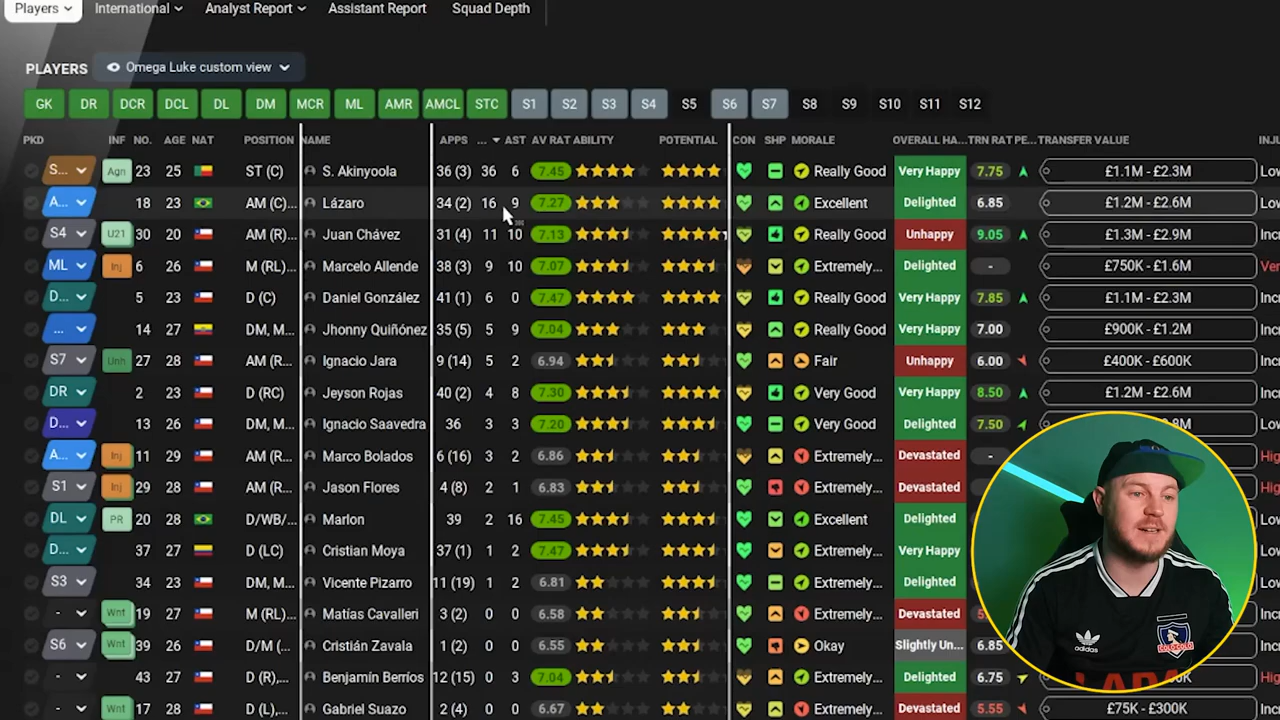 Players International Analyst Report Assistant Report Squad Depth
PLAYERS Omega Luke custom view
GK DR DCR DCL DL DM MCR ML AMR AMCL STC S1 S2 S3 S4 S5 S6 S7 S8 S9 S10 S11 S12
PKD INF NO. AGE NAT POSITION NAME APPS ... AST AV RAT ABILITY POTENTIAL CON SHP MORALE OVERALL HA... TRN RAT PE... TRANSFER VALUE INJU
S... Agn 23 25 ST (C) S. Akinyoola 36 (3) 36 6 7.45 Really Good Very Happy 7.75 £1.1M - £2.3M Low
A... 18 23 AM (C)... Lázaro 34 (2) 16 9 7.27 Excellent Delighted 6.85 £1.2M - £2.6M Low
S4 U21 30 20 AM (R)... Juan Chávez 31 (4) 11 10 7.13 Really Good Unhappy 9.05 £1.3M - £2.9M Inc
ML Inj 6 26 M (RL)... Marcelo Allende 38 (3) 9 10 7.07 Extremely... Delighted - £750K - £1.6M Ver
D... 5 23 D (C) Daniel González 41 (1) 6 0 7.47 Really Good Very Happy 7.85 £1.1M - £2.3M Inc
... 14 27 DM, M... Jhonny Quiñónez 35 (5) 5 9 7.04 Really Good Very Happy 7.00 £900K - £1.2M Inc
S7 Unh 27 28 AM (R)... Ignacio Jara 9 (14) 5 2 6.94 Fair Unhappy 6.00 £400K - £600K Inc
DR 2 23 D (RC) Jeyson Rojas 40 (2) 4 8 7.30 Very Good Very Happy 8.50 £1.2M - £2.6M Inc
D... 13 26 DM, M... Ignacio Saavedra 36 3 3 7.20 Very Good Delighted 7.50 Low
A... Inj 11 29 AM (R... Marco Bolados 6 (16) 3 2 6.86 Extremely... Devastated - Hig
S1 Inj 29 28 AM (R... Jason Flores 4 (8) 2 1 6.83 Extremely... Devastated Hig
DL PR 20 28 D/WB/... Marlon 39 2 16 7.45 Excellent Delighted Low
D... 37 27 D (LC) Cristian Moya 37 (1) 1 2 7.47 Extremely... Very Happy Low
S3 34 23 DM, M... Vicente Pizarro 11 (19) 1 2 6.81 Extremely... Delighted Inc
- Wnt 19 27 M (RL)... Matías Cavalleri 3 (2) 0 0 6.58 Extremely... Devastated Inc
S6 Wnt 39 26 D/M (... Cristián Zavala 1 (2) 0 0 6.55 Okay Slightly Un... 6.85 Inc
- 43 27 D (R),... Benjamín Berríos 12 (15) 0 3 7.04 Extremely... Delighted 6.75 Hig
- Wnt 17 28 D (L),... Gabriel Suazo 2 (4) 0 0 6.67 Extremely... Devastated 5.55 £75K - £300K Low
adidas
COLO COLO